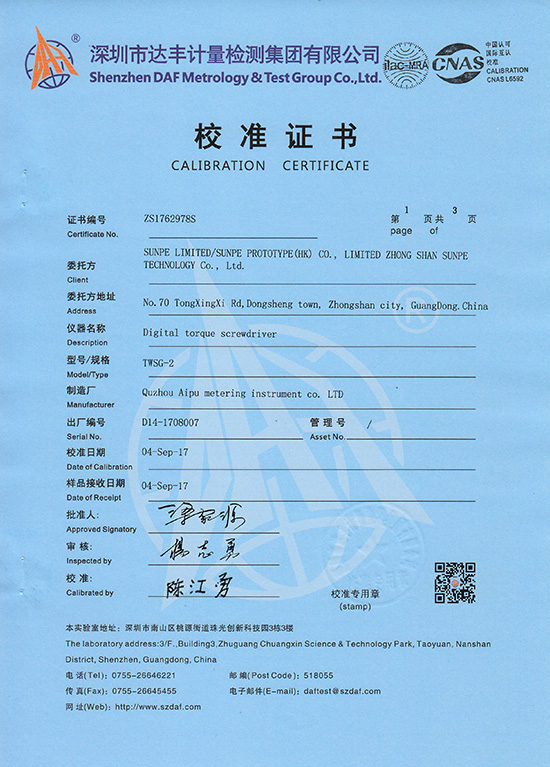 深圳市达丰计量检测集团有限公司
Shenzhen DAF Metrology & Test Group Co.,Ltd.
ilac-MRA
CNAS
中国认可
国际互认
校准
CALIBRATION
CNAS L6592
校准证书
CALIBRATION CERTIFICATE
证书编号 ZS1762978S 第 1 页共 3 页
Certificate No. page of
SUNPE LIMITED/SUNPE PROTOTYPE(HK) CO., LIMITED ZHONG SHAN SUNPE
委托方 TECHNOLOGY Co., Ltd.
Client
委托方地址 No.70 TongXingXi Rd,Dongsheng town, Zhongshan city, GuangDong.China
Address
仪器名称 Digital torque screwdriver
Description
型号/规格 TWSG-2
Model/Type
制造厂 Quzhou Aipu metering instrument co. LTD
Manufacturer
出厂编号 D14-1708007 管理号 /
Serial No. Asset No.
校准日期 04-Sep-17
Date of Calibration
样品接收日期 04-Sep-17
Date of Receipt
批准人:
Approved Signatory
审 核: 杨志勇
Inspected by
校 准: 陈江勇
Calibrated by
校准专用章
(stamp)
本实验室地址: 深圳市南山区桃源街道珠光创新科技园3栋3楼
The laboratory address:3/F.,Building3,Zhuguang Chuangxin Science & Technology Park, Taoyuan, Nanshan
District, Shenzhen, Guangdong, China
电 话(Tel): 0755-26646221 邮 编(Post Code): 518055
传 真(Fax): 0755-26645455 电子邮件(E-mail): daftest@szdaf.com
网 址(Web): http://www.szdaf.com